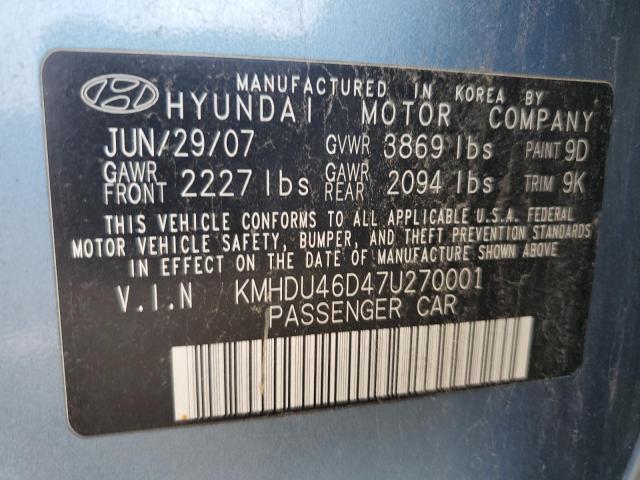 MANUFACTURED IN KOREA BY
HYUNDAI MOTOR COMPANY
JUN/29/07 GVWR 3869 lbs PAINT 9D
GAWR FRONT 2227 lbs GAWR REAR 2094 lbs TRIM 9K
THIS VEHICLE CONFORMS TO ALL APPLICABLE U.S.A. FEDERAL
MOTOR VEHICLE SAFETY, BUMPER, AND THEFT PREVENTION STANDARDS
IN EFFECT ON THE DATE OF MANUFACTURE SHOWN ABOVE.
V.I.N KMHDU46D47U270001
PASSENGER CAR